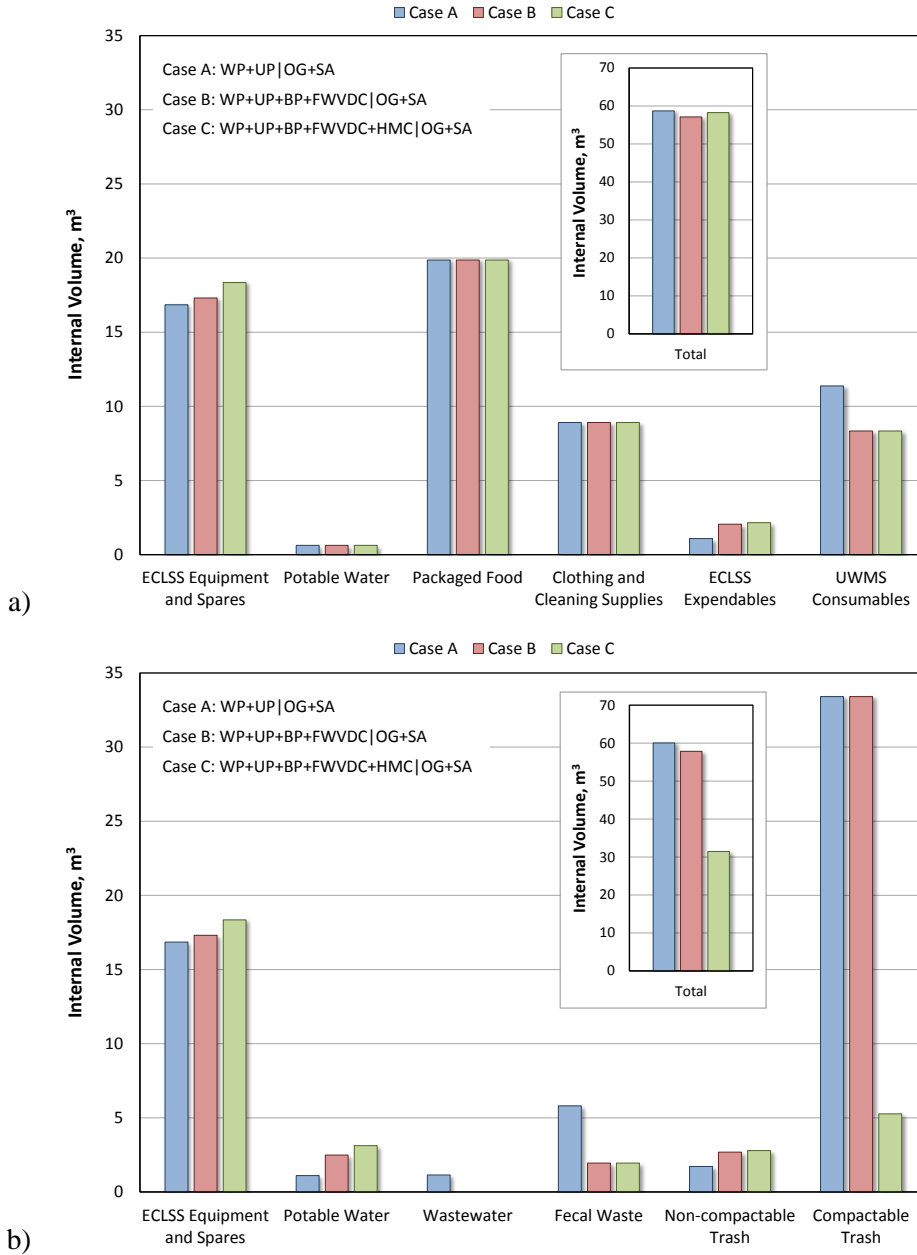 Case A Case B Case C
35
30
25
20
15
10
5
0
Internal Volume, m³
Case A: WP+UP|OG+SA
Case B: WP+UP+BP+FWVDC|OG+SA
Case C: WP+UP+BP+FWVDC+HMC|OG+SA
70
60
50
40
30
20
10
0
Internal Volume, m³
Total
ECLSS Equipment
and Spares
Potable Water
Packaged Food
Clothing and
Cleaning Supplies
ECLSS
Expendables
UWMS
Consumables
a)
Case A Case B Case C
35
30
25
20
15
10
5
0
Internal Volume, m³
Case A: WP+UP|OG+SA
Case B: WP+UP+BP+FWVDC|OG+SA
Case C: WP+UP+BP+FWVDC+HMC|OG+SA
70
60
50
40
30
20
10
0
Internal Volume, m³
Total
ECLSS Equipment
and Spares
Potable Water
Wastewater
Fecal Waste
Non-compactable
Trash
Compactable
Trash
b)